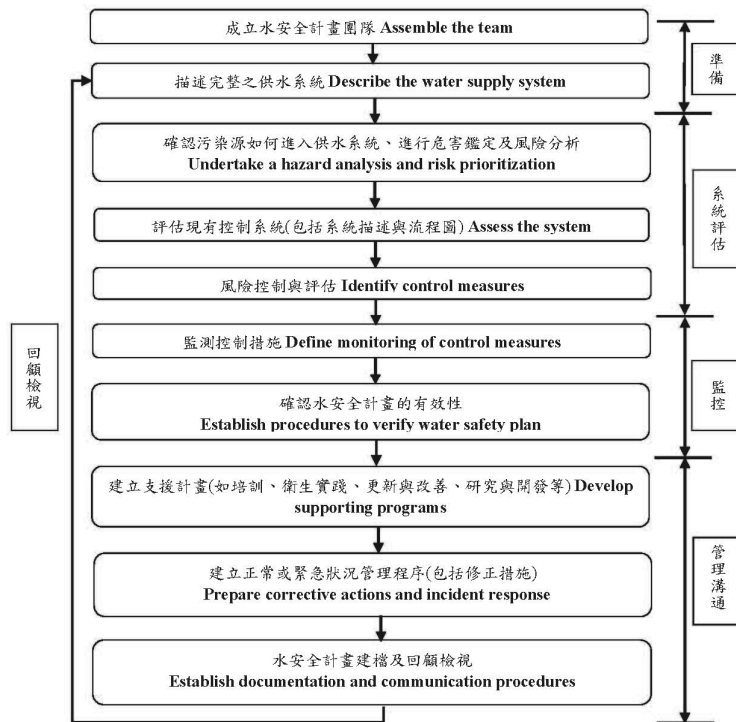 成立水安全計畫團隊 Assemble the team
描述完整之供水系統 Describe the water supply system
確認污染源如何進入供水系統、進行危害鑑定及風險分析
Undertake a hazard analysis and risk prioritization
評估現有控制系統(包括系統描述與流程圖) Assess the system
風險控制與評估 Identify control measures
監測控制措施 Define monitoring of control measures
確認水安全計畫的有效性
Establish procedures to verify water safety plan
建立支援計畫(如培訓、衛生實踐、更新與改善、研究與開發等) Develop
supporting programs
建立正常或緊急狀況管理程序(包括修正措施)
Prepare corrective actions and incident response
水安全計畫建檔及回顧檢視
Establish documentation and communication procedures
回顧檢視
準備
系統評估
監控
管理溝通